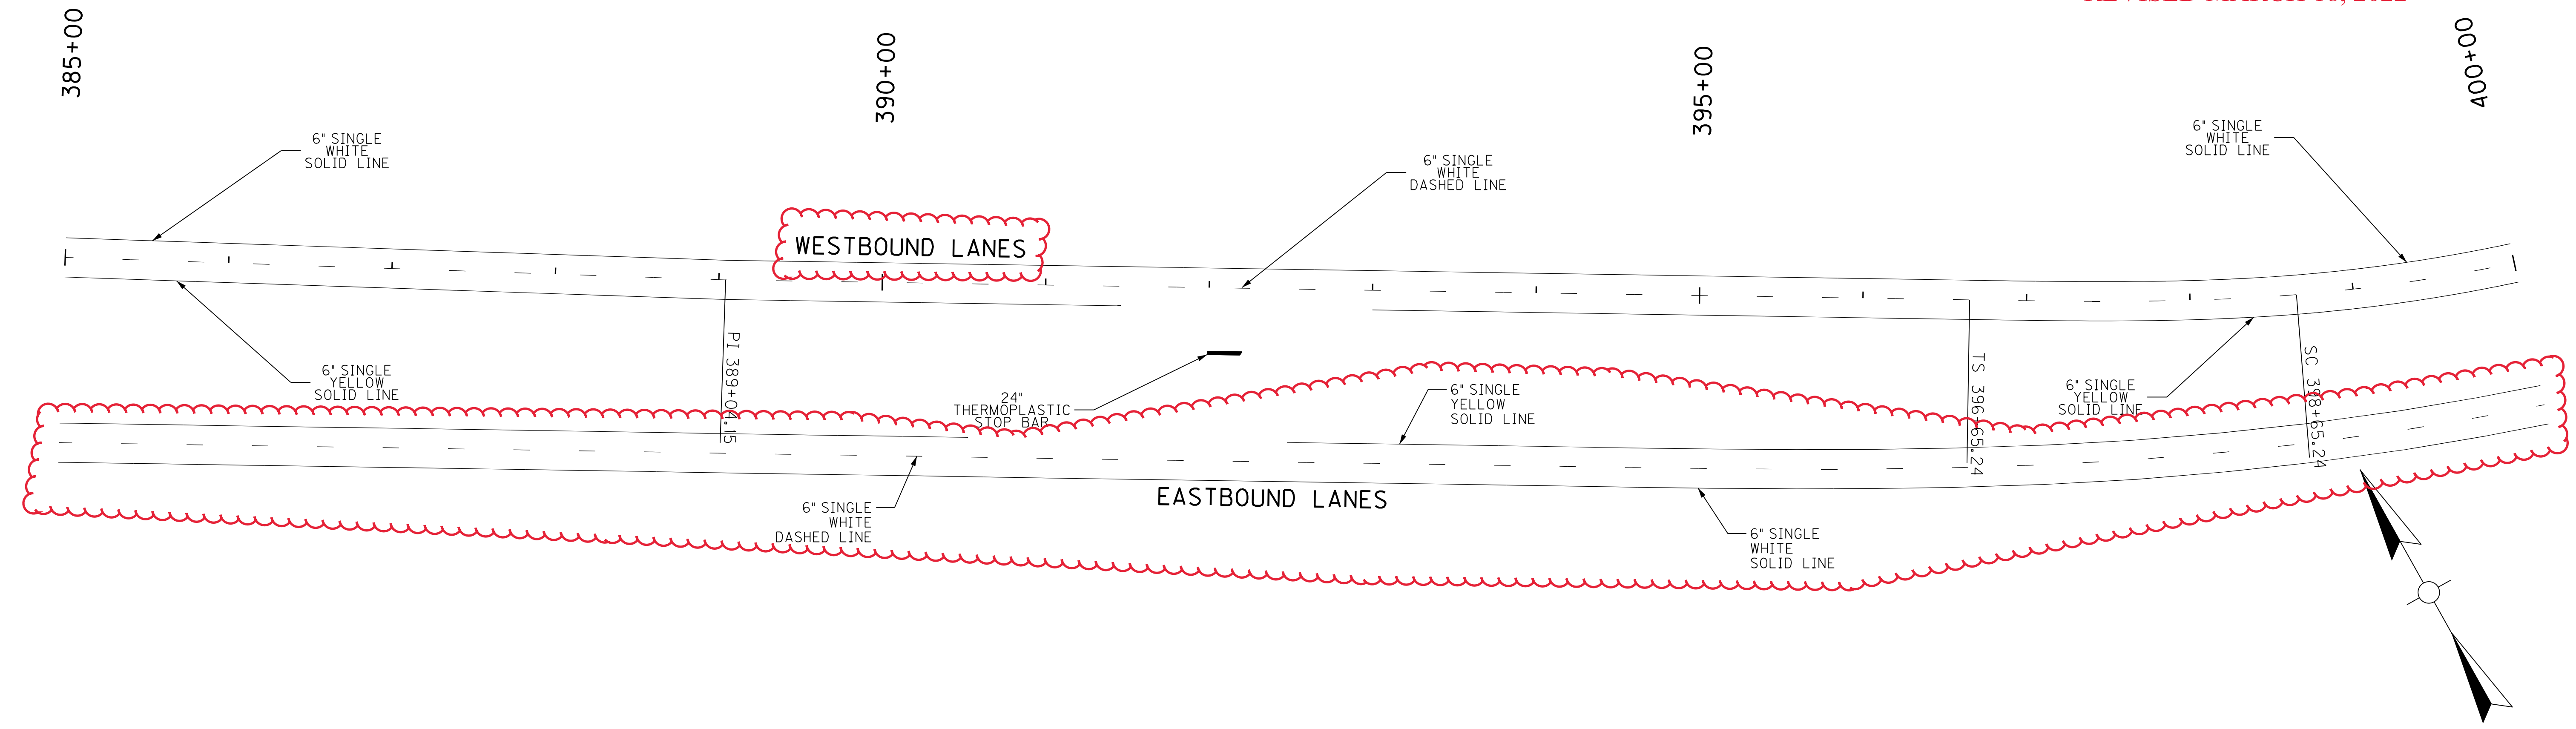 385+00
390+00
395+00
400+00
6" SINGLE
WHITE
SOLID LINE
6" SINGLE
WHITE
DASHED LINE
6" SINGLE
WHITE
SOLID LINE
WESTBOUND LANES
PI 389+04.15
TS 396+65.24
SC 398+65.24
6" SINGLE
YELLOW
SOLID LINE
24"
THERMOPLASTIC
STOP BAR
6" SINGLE
YELLOW
SOLID LINE
6" SINGLE
YELLOW
SOLID LINE
EASTBOUND LANES
6" SINGLE
WHITE
DASHED LINE
6" SINGLE
WHITE
SOLID LINE